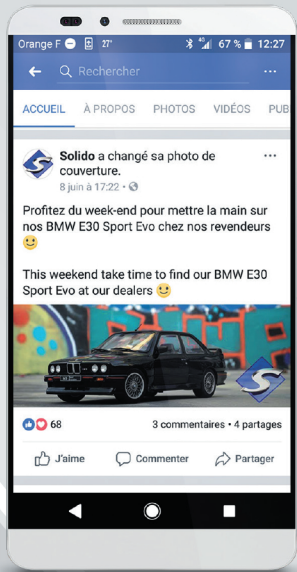 Orange F 27° 4G 67 % 12:27
Rechercher
ACCUEIL À PROPOS PHOTOS VIDÉOS PUB
Solido a changé sa photo de
couverture.
8 juin à 17:22
Profitez du week-end pour mettre la main sur
nos BMW E30 Sport Evo chez nos revendeurs
This weekend take time to find our BMW E30
Sport Evo at our dealers
S
68 3 commentaires • 4 partages
J'aime Commenter Partager